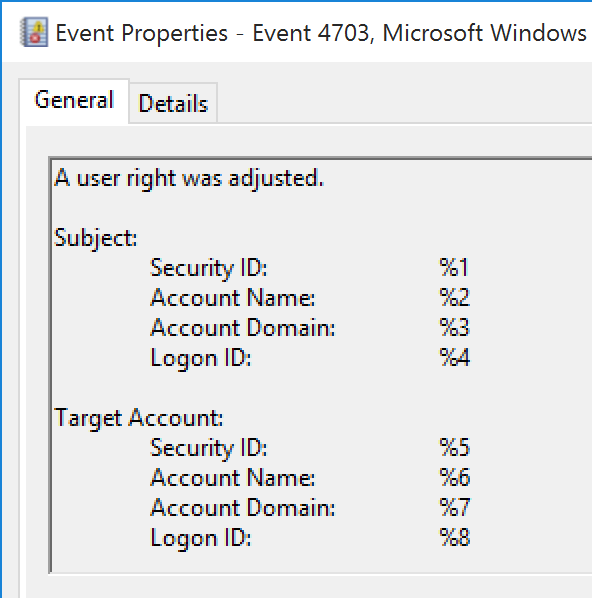 Event Properties - Event 4703, Microsoft Windows
General Details
A user right was adjusted.
Subject:
Security ID: %1
Account Name: %2
Account Domain: %3
Logon ID: %4
Target Account:
Security ID: %5
Account Name: %6
Account Domain: %7
Logon ID: %8